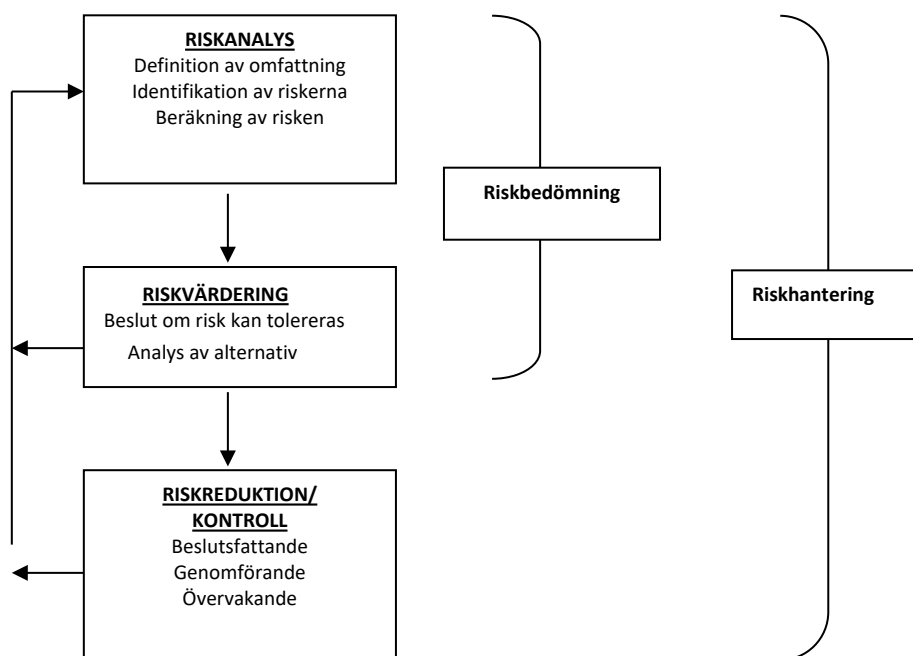 RISKANALYS
Definition av omfattning
Identifikation av riskerna
Beräkning av risken
Riskbedömning
RISKVÄRDERING
Beslut om risk kan tolereras
Analys av alternativ
Riskhantering
RISKREDUKTION/
KONTROLL
Beslutsfattande
Genomförande
Övervakande